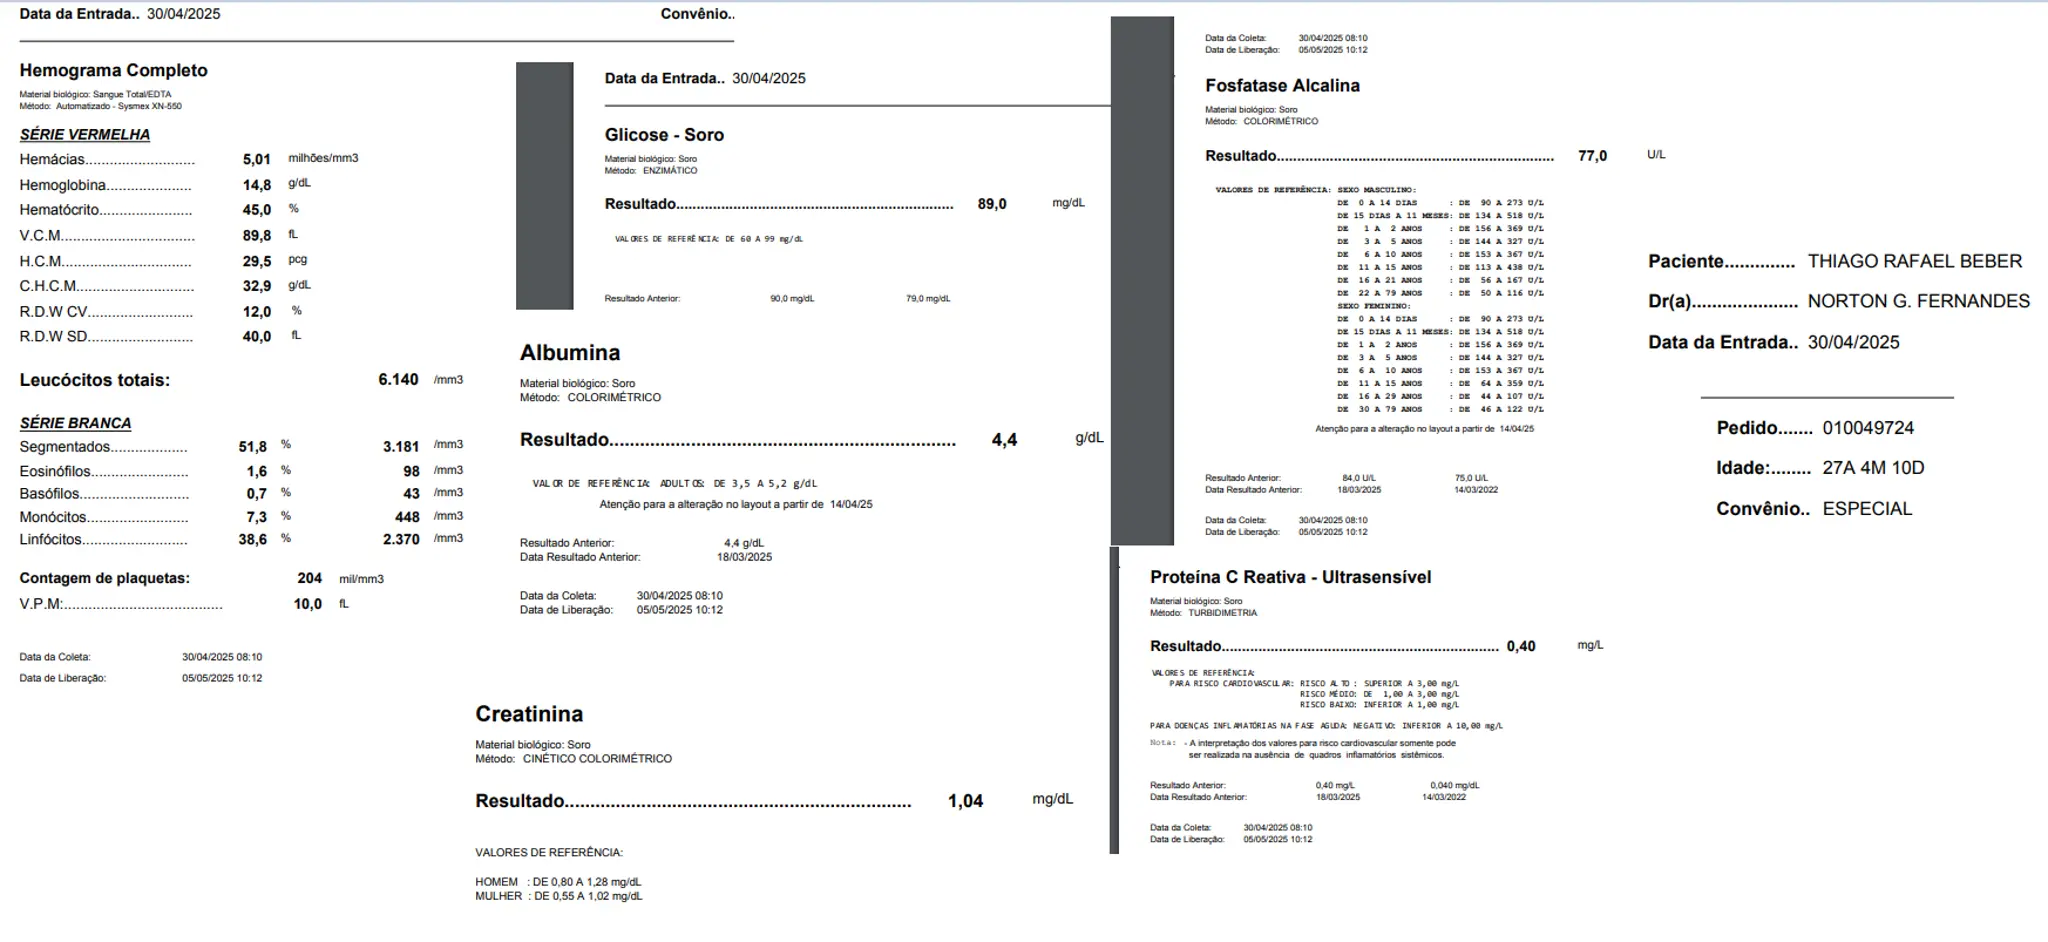 Data da Entrada.. 30/04/2025
Convênio..
Hemograma Completo
Material biológico: Sangue Total/EDTA
Método: Automatizado - Sysmex XN-550
SÉRIE VERMELHA
Hemácias........................... 5,01 milhões/mm3
Hemoglobina..................... 14,8 g/dL
Hematócrito....................... 45,0 %
V.C.M................................. 89,8 fL
H.C.M................................ 29,5 pcg
C.H.C.M............................. 32,9 g/dL
R.D.W CV.......................... 12,0 %
R.D.W SD.......................... 40,0 fL
Leucócitos totais: 6.140 /mm3
SÉRIE BRANCA
Segmentados................... 51,8 % 3.181 /mm3
Eosinófilos........................ 1,6 % 98 /mm3
Basófilos........................... 0,7 % 43 /mm3
Monócitos......................... 7,3 % 448 /mm3
Linfócitos.......................... 38,6 % 2.370 /mm3
Contagem de plaquetas: 204 mil/mm3
V.P.M:....................................... 10,0 fL
Data da Coleta: 30/04/2025 08:10
Data de Liberação: 05/05/2025 10:12
Data da Entrada.. 30/04/2025
Glicose - Soro
Material biológico: Soro
Método: ENZIMÁTICO
Resultado.................................................................. 89,0 mg/dL
VALORES DE REFERÊNCIA: DE 60 A 99 mg/dL
Resultado Anterior: 90,0 mg/dL 79,0 mg/dL
Albumina
Material biológico: Soro
Método: COLORIMÉTRICO
Resultado.................................................................. 4,4 g/dL
VALOR DE REFERÊNCIA: ADULTOS: DE 3,5 A 5,2 g/dL
Atenção para a alteração no layout a partir de 14/04/25
Resultado Anterior: 4,4 g/dL
Data Resultado Anterior: 18/03/2025
Data da Coleta: 30/04/2025 08:10
Data de Liberação: 05/05/2025 10:12
Creatinina
Material biológico: Soro
Método: CINÉTICO COLORIMÉTRICO
Resultado.................................................................. 1,04 mg/dL
VALORES DE REFERÊNCIA:
HOMEM : DE 0,80 A 1,28 mg/dL
MULHER : DE 0,55 A 1,02 mg/dL
Data da Coleta: 30/04/2025 08:10
Data de Liberação: 05/05/2025 10:12
Fosfatase Alcalina
Material biológico: Soro
Método: COLORIMÉTRICO
Resultado.................................................................. 77,0 U/L
VALORES DE REFERÊNCIA: SEXO MASCULINO:
DE 0 A 14 DIAS : DE 90 A 273 U/L
DE 15 DIAS A 11 MESES: DE 134 A 518 U/L
DE 1 A 2 ANOS : DE 156 A 369 U/L
DE 3 A 5 ANOS : DE 144 A 327 U/L
DE 6 A 10 ANOS : DE 153 A 367 U/L
DE 11 A 15 ANOS : DE 113 A 438 U/L
DE 16 A 21 ANOS : DE 56 A 167 U/L
DE 22 A 79 ANOS : DE 50 A 116 U/L
SEXO FEMININO:
DE 0 A 14 DIAS : DE 90 A 273 U/L
DE 15 DIAS A 11 MESES: DE 134 A 518 U/L
DE 1 A 2 ANOS : DE 156 A 369 U/L
DE 3 A 5 ANOS : DE 144 A 327 U/L
DE 6 A 10 ANOS : DE 153 A 367 U/L
DE 11 A 15 ANOS : DE 64 A 359 U/L
DE 16 A 29 ANOS : DE 44 A 107 U/L
DE 30 A 79 ANOS : DE 46 A 122 U/L
Atenção para a alteração no layout a partir de 14/04/25
Resultado Anterior: 84,0 U/L 75,0 U/L
Data Resultado Anterior: 18/03/2025 14/03/2022
Data da Coleta: 30/04/2025 08:10
Data de Liberação: 05/05/2025 10:12
Proteína C Reativa - Ultrasensível
Material biológico: Soro
Método: TURBIDIMETRIA
Resultado.................................................................. 0,40 mg/L
VALORES DE REFERÊNCIA:
PARA RISCO CARDIOVASCULAR: RISCO ALTO : SUPERIOR A 3,00 mg/L
RISCO MÉDIO: DE 1,00 A 3,00 mg/L
RISCO BAIXO: INFERIOR A 1,00 mg/L
PARA DOENÇAS INFLAMATÓRIAS NA FASE AGUDA: NEGATIVO: INFERIOR A 10,00 mg/L
Nota: - A interpretação dos valores para risco cardiovascular somente pode
ser realizada na ausência de quadros inflamatórios sistêmicos.
Resultado Anterior: 0,40 mg/L 0,040 mg/dL
Data Resultado Anterior: 18/03/2025 14/03/2022
Data da Coleta: 30/04/2025 08:10
Data de Liberação: 05/05/2025 10:12
Paciente.............. THIAGO RAFAEL BEBER
Dr(a)..................... NORTON G. FERNANDES
Data da Entrada.. 30/04/2025
Pedido....... 010049724
Idade:........ 27A 4M 10D
Convênio.. ESPECIAL